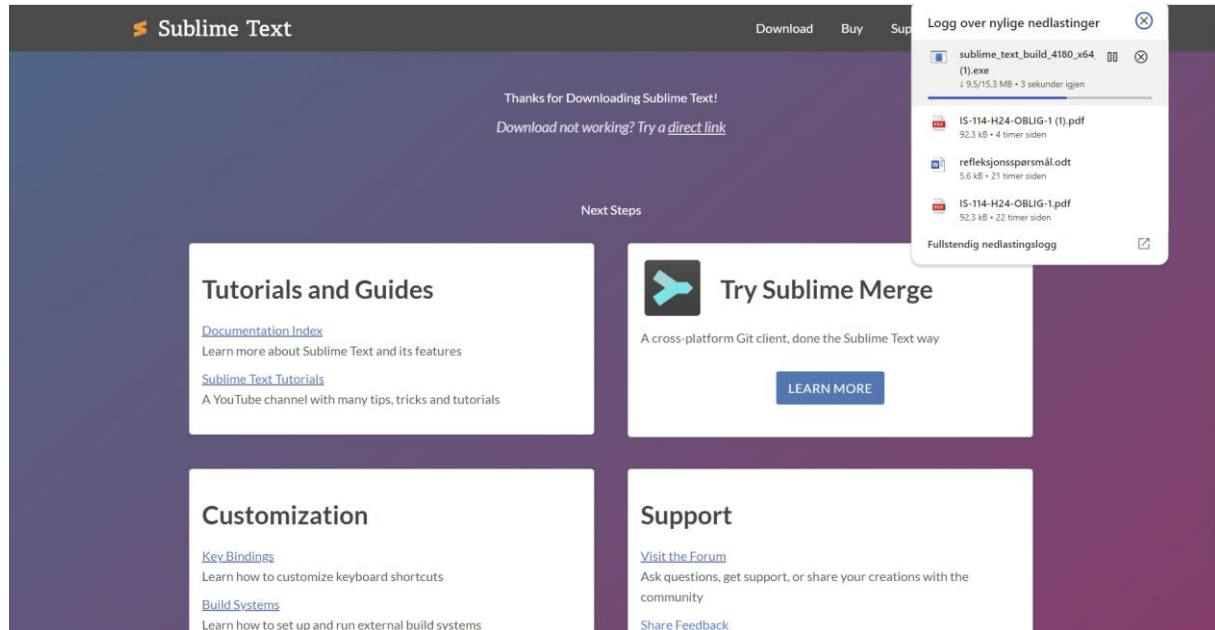 Sublime Text
Download
Buy
Sup
Logg over nylige nedlastinger
sublime_text_build_4180_x64_
(1).exe
↓ 9,5/15,3 MB • 3 sekunder igjen
IS-114-H24-OBLIG-1 (1).pdf
92.3 kB • 4 timer siden
refleksjonsspørsmål.odt
5.6 kB • 21 timer siden
IS-114-H24-OBLIG-1.pdf
92.3 kB • 22 timer siden
Fullstendig nedlastingslogg
Thanks for Downloading Sublime Text!
Download not working? Try a direct link
Next Steps
Tutorials and Guides
Documentation Index
Learn more about Sublime Text and its features
Sublime Text Tutorials
A YouTube channel with many tips, tricks and tutorials
Try Sublime Merge
A cross-platform Git client, done the Sublime Text way
LEARN MORE
Customization
Key Bindings
Learn how to customize keyboard shortcuts
Build Systems
Learn how to set up and run external build systems
Support
Visit the Forum
Ask questions, get support, or share your creations with the
community
Share Feedback